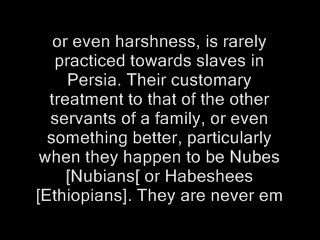 or even harshness, is rarely
practiced towards slaves in
Persia. Their customary
treatment to that of the other
servants of a family, or even
something better, particularly
when they happen to be Nubes
[Nubians[ or Habeshees
[Ethiopians]. They are never em